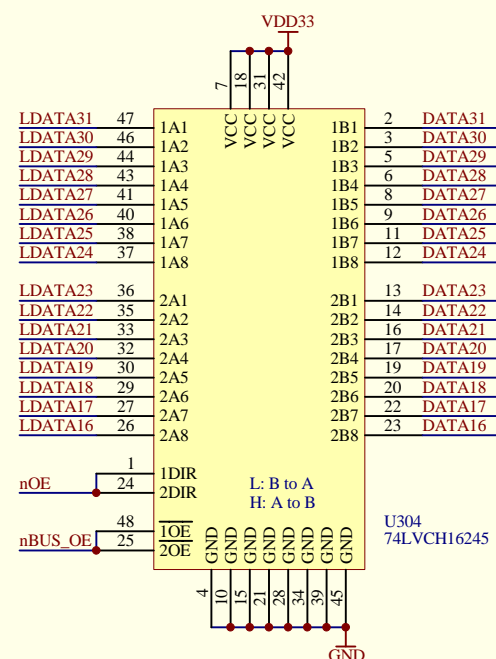 VDD33
7 18 31 42
VCC VCC VCC VCC
LDATA31 47 1A1 1B1 2 DATA31
LDATA30 46 1A2 1B2 3 DATA30
LDATA29 44 1A3 1B3 5 DATA29
LDATA28 43 1A4 1B4 6 DATA28
LDATA27 41 1A5 1B5 8 DATA27
LDATA26 40 1A6 1B6 9 DATA26
LDATA25 38 1A7 1B7 11 DATA25
LDATA24 37 1A8 1B8 12 DATA24
LDATA23 36 2A1 2B1 13 DATA23
LDATA22 35 2A2 2B2 14 DATA22
LDATA21 33 2A3 2B3 16 DATA21
LDATA20 32 2A4 2B4 17 DATA20
LDATA19 30 2A5 2B5 19 DATA19
LDATA18 29 2A6 2B6 20 DATA18
LDATA17 27 2A7 2B7 22 DATA17
LDATA16 26 2A8 2B8 23 DATA16
1 1DIR
nOE 24 2DIR
L: B to A
H: A to B
48 1OE
nBUS_OE 25 2OE
U304
74LVCH16245
GND GND GND GND GND GND GND GND
4 10 15 21 28 34 39 45
GND